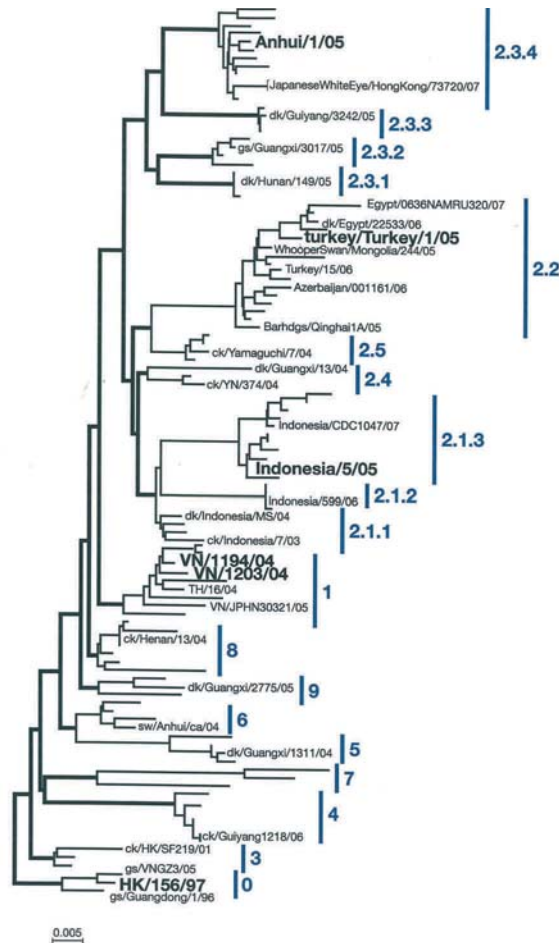 Anhui/1/05
2.3.4
JapaneseWhiteEye/HongKong/73720/07
dk/Guiyang/3242/05
2.3.3
gs/Guangxi/3017/05
2.3.2
dk/Hunan/149/05
2.3.1
Egypt/0636NAMRU320/07
dk/Egypt/22533/06
turkey/Turkey/1/05
WhooperSwan/Mongolia/244/05
2.2
Turkey/15/06
Azerbaijan/001161/06
Barhdgs/Qinghai1A/05
ck/Yamaguchi/7/04
2.5
dk/Guangxi/13/04
2.4
ck/YN/374/04
Indonesia/CDC1047/07
2.1.3
Indonesia/5/05
Indonesia/599/06
2.1.2
dk/Indonesia/MS/04
2.1.1
ck/Indonesia/7/03
VN/1194/04
VN/1203/04
TH/16/04
1
VN/JPHN30321/05
ck/Henan/13/04
8
dk/Guangxi/2775/05
9
6
sw/Anhui/ca/04
dk/Guangxi/1311/04
5
7
4
ck/Guiyang1218/06
ck/HK/SF219/01
3
gs/VNGZ3/05
HK/156/97
0
gs/Guangdong/1/96
0.005